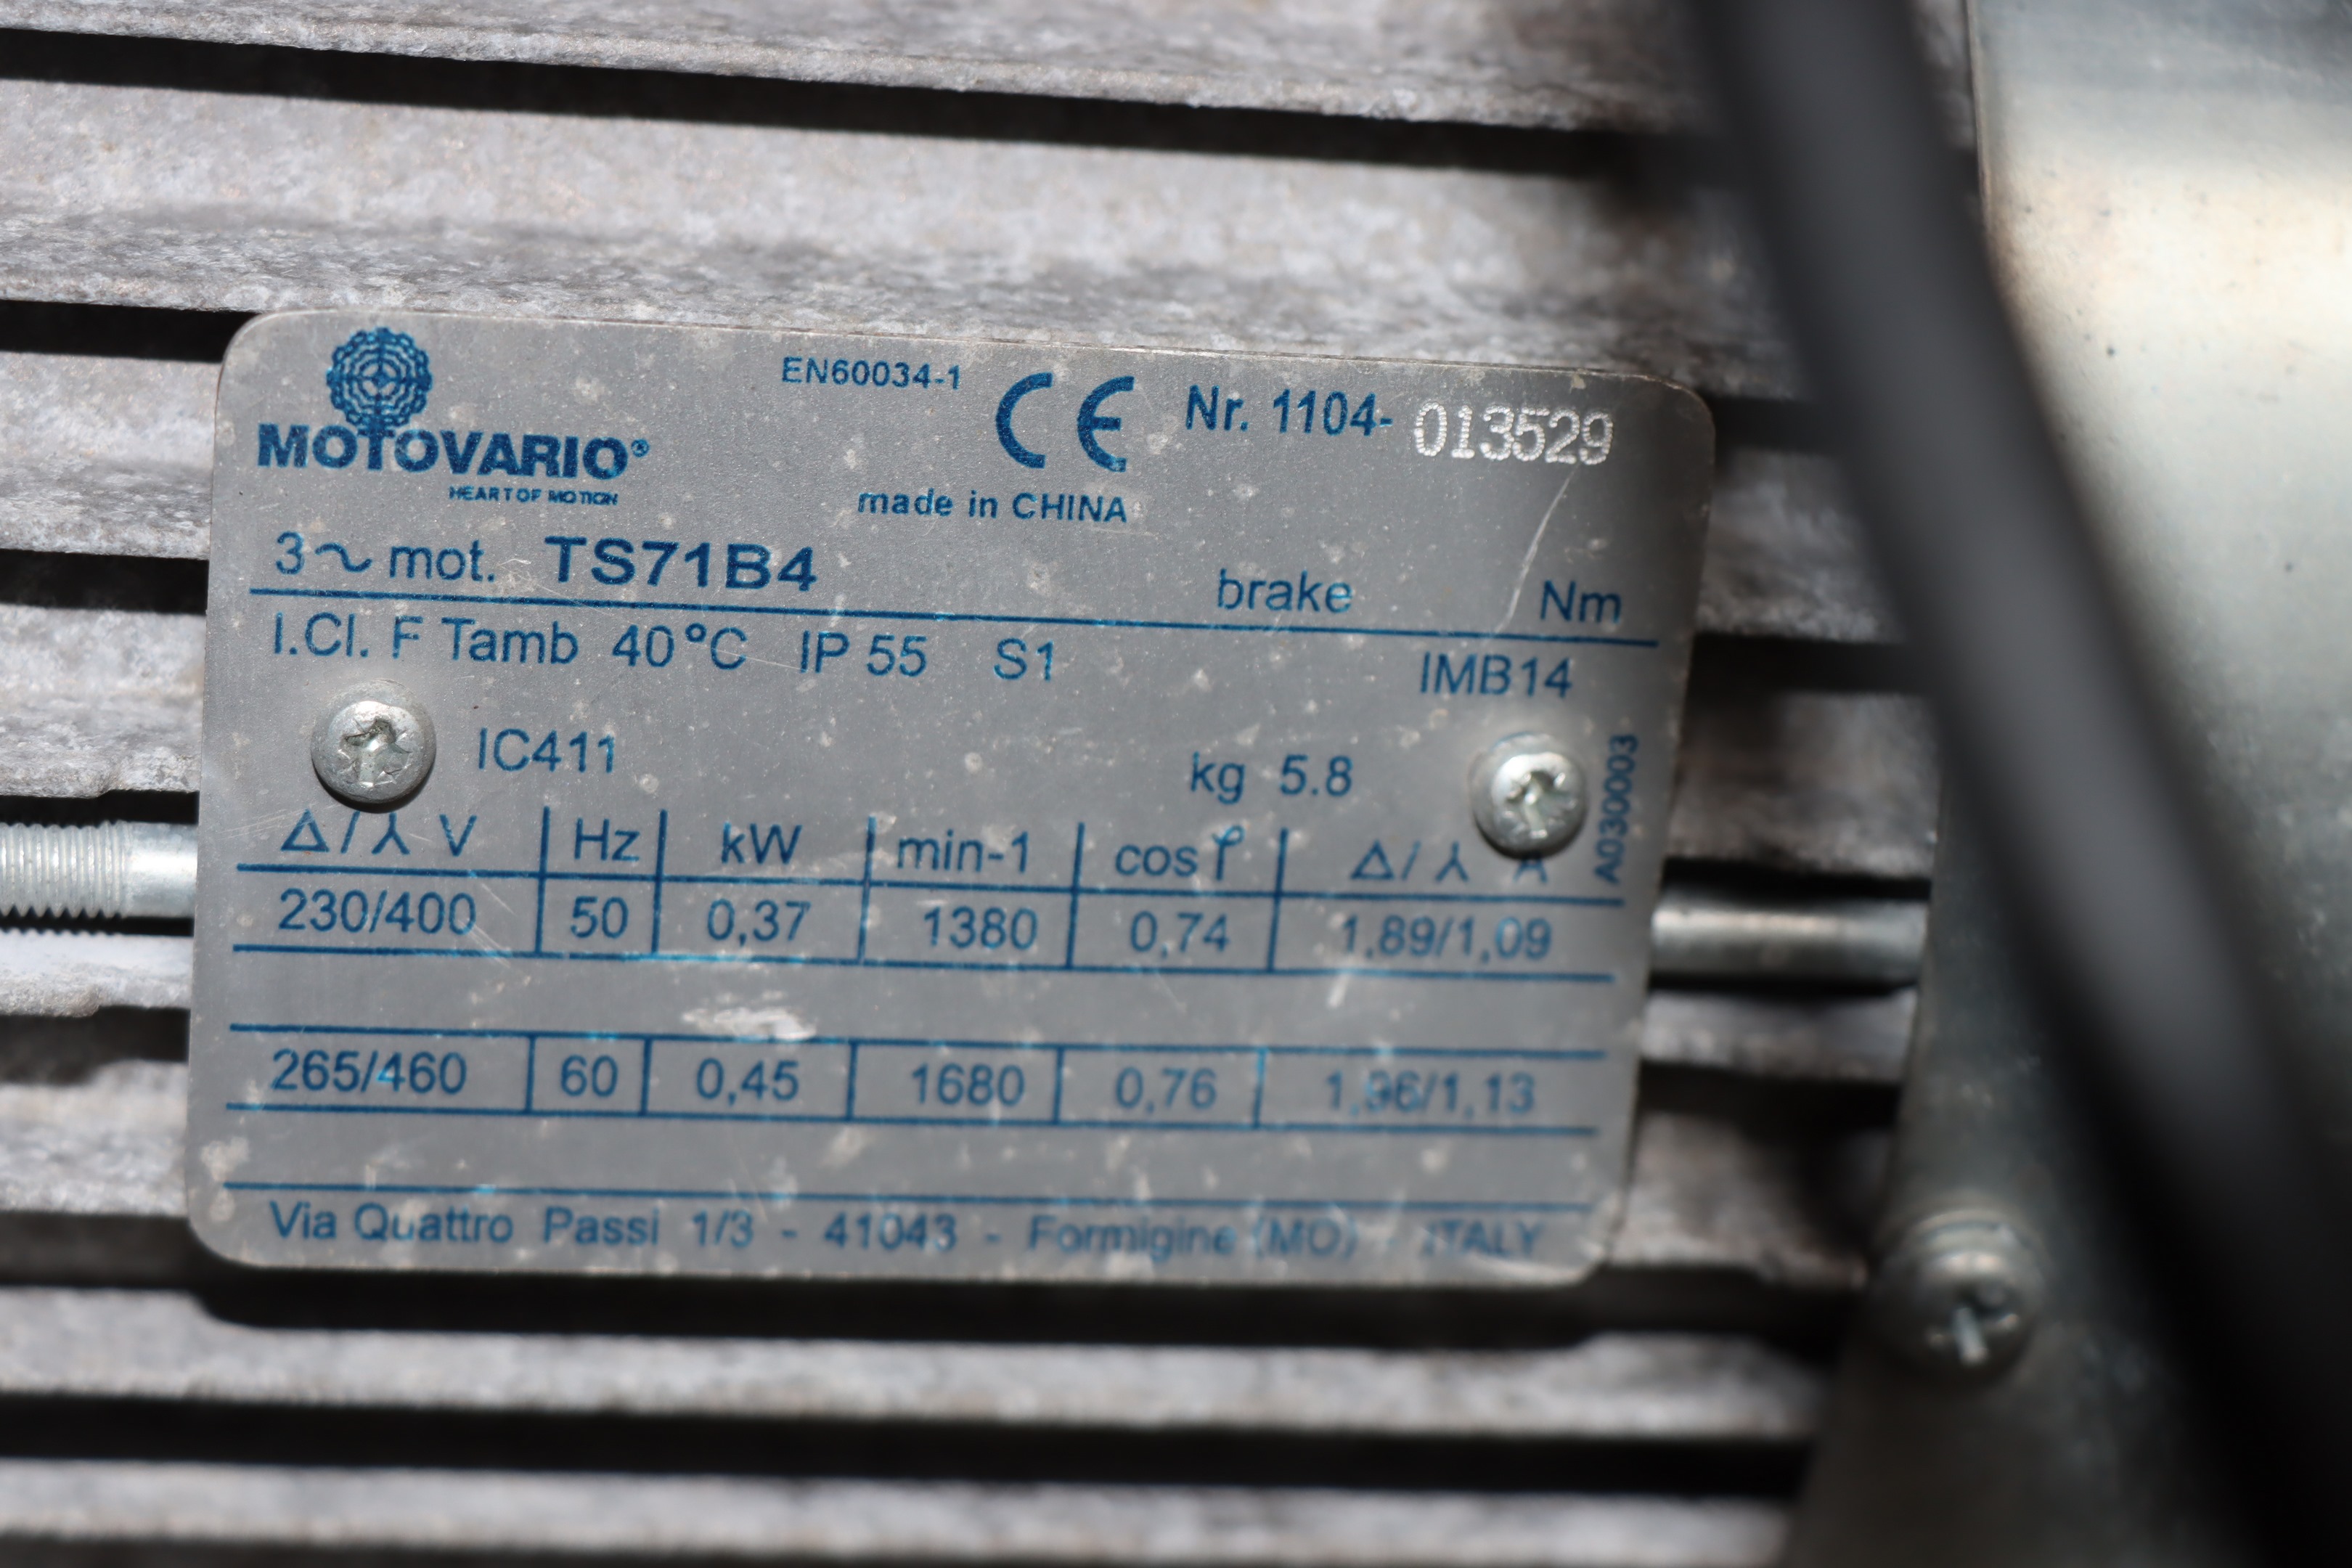 MOTOVARIO®
HEART OF MOTION
EN60034-1
CE
Nr. 1104- 013529
made in CHINA
3~ mot. TS71B4 brake Nm
I.Cl. F Tamb 40°C IP 55 S1 IMB14
IC411 kg 5.8
A030003
Δ/⅄ V Hz kW min-1 cosφ Δ/⅄ A
230/400 50 0,37 1380 0,74 1,89/1,09
265/460 60 0,45 1680 0,76 1,96/1,13
Via Quattro Passi 1/3 - 41043 - Formigine (MO) - ITALY